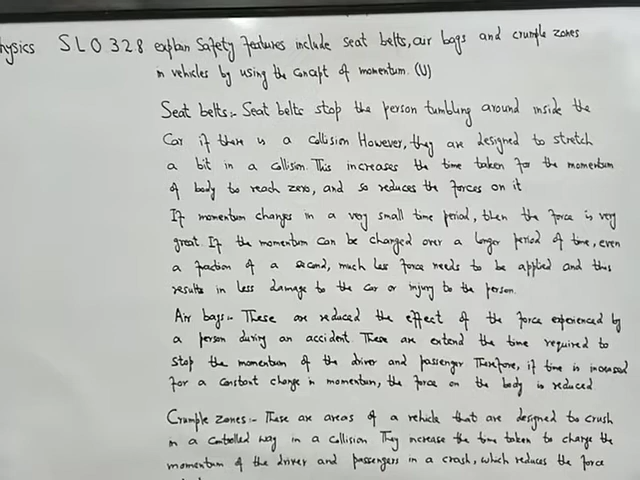 hysics SLO 328 explian Safety features include seat belts, air bags and crumple zones
in vehicles by using the concept of momentum. (U)
Seat belts:- Seat belts stop the person tumbling around inside the
Car if there is a collision However, they are designed to stretch
a bit in a collision. This increases the time taken for the momentum
of body to reach zero, and so reduces the forces on it
If momentum changes in a very small time period, then the force is very
great. If the momentum can be changed over a longer period of time, even
a fraction of a second, much less force needs to be applied and this
results in less damage to the car or injury to the person.
Air bags:- These are reduced the effect of the force experienced by
a person during an accident. These are extend the time required to
stop the momentum of the driver and passenger Therefore, if time is increased
for a constant change in momentum, the force on the body is reduced
Crumple zones:- These are areas of a vehicle that are designed to crush
in a controlled way in a collision They increase the time taken to change the
momentum of the driver and passengers in a crash, which reduces the force